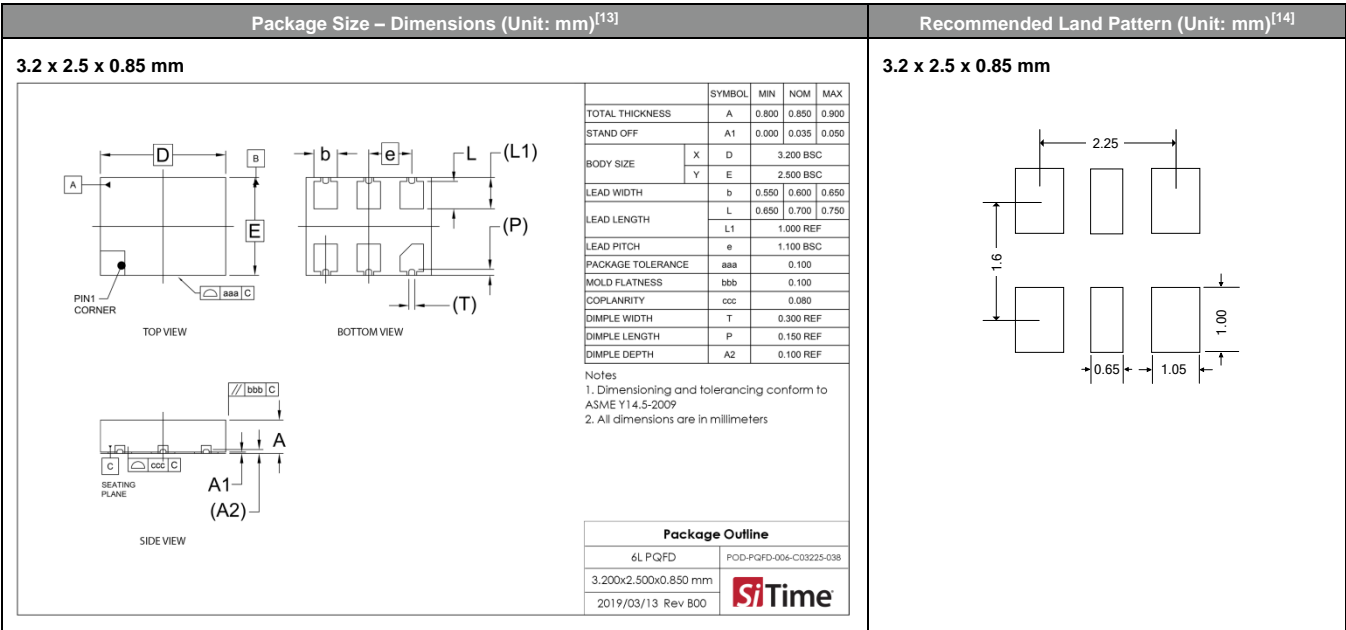 Package Size – Dimensions (Unit: mm)[13]
Recommended Land Pattern (Unit: mm)[14]
3.2 x 2.5 x 0.85 mm
D
B
A
E
PIN1
CORNER
aaa C
TOP VIEW
b
e
L
(L1)
(P)
(T)
BOTTOM VIEW
// bbb C
A
C
ccc C
SEATING
PLANE
A1
(A2)
SIDE VIEW
SYMBOL MIN NOM MAX
TOTAL THICKNESS A 0.800 0.850 0.900
STAND OFF A1 0.000 0.035 0.050
BODY SIZE X D 3.200 BSC
Y E 2.500 BSC
LEAD WIDTH b 0.550 0.600 0.650
LEAD LENGTH L 0.650 0.700 0.750
L1 1.000 REF
LEAD PITCH e 1.100 BSC
PACKAGE TOLERANCE aaa 0.100
MOLD FLATNESS bbb 0.100
COPLANRITY ccc 0.080
DIMPLE WIDTH T 0.300 REF
DIMPLE LENGTH P 0.150 REF
DIMPLE DEPTH A2 0.100 REF
Notes
1. Dimensioning and tolerancing conform to
ASME Y14.5-2009
2. All dimensions are in millimeters
Package Outline
6L PQFD POD-PQFD-006-C03225-038
3.200x2.500x0.850 mm
2019/03/13 Rev B00
SiTime
3.2 x 2.5 x 0.85 mm
2.25
1.6
1.00
0.65
1.05